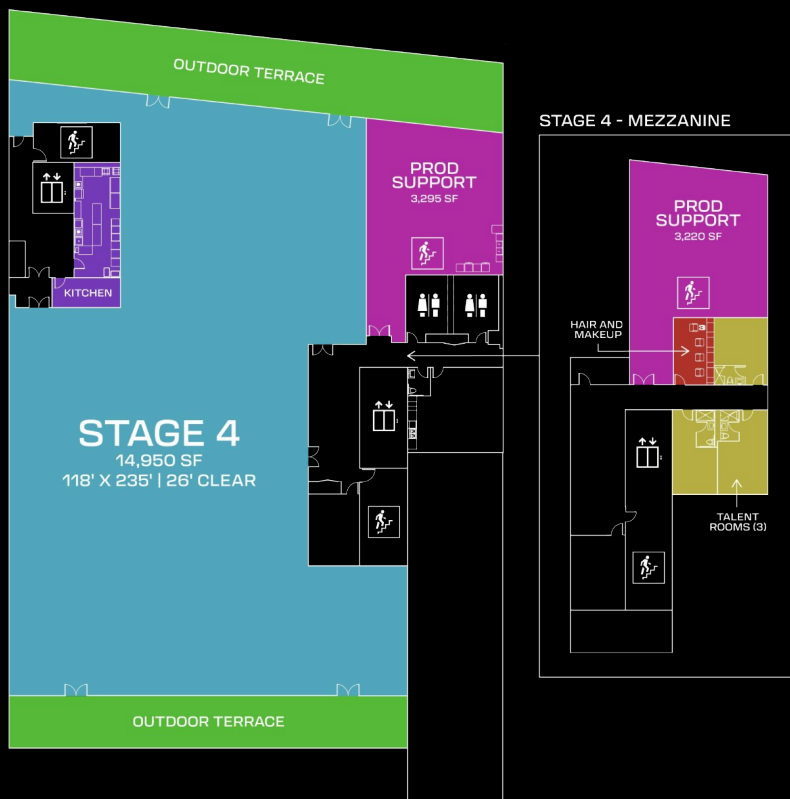 OUTDOOR TERRACE
STAGE 4 - MEZZANINE
PROD
SUPPORT
3,295 SF
PROD
SUPPORT
3,220 SF
KITCHEN
HAIR AND
MAKEUP
STAGE 4
14,950 SF
118' X 235' | 26' CLEAR
TALENT
ROOMS (3)
OUTDOOR TERRACE